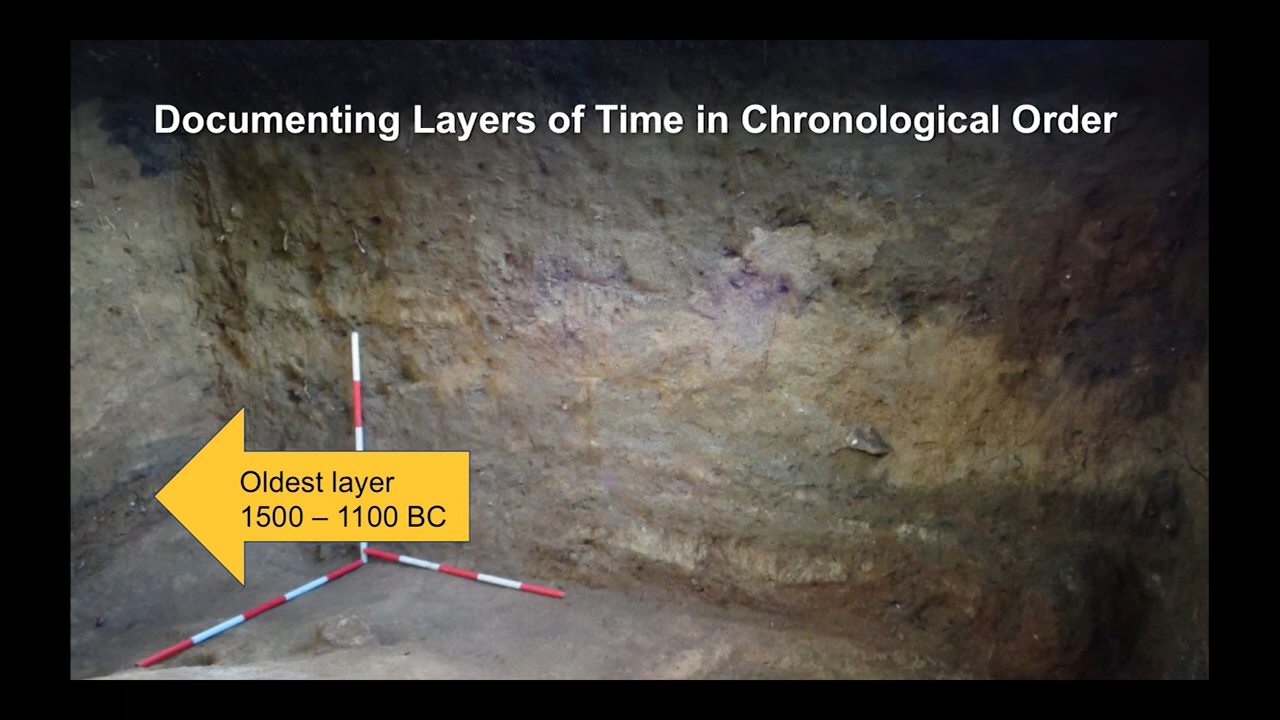 Documenting Layers of Time in Chronological Order
Oldest layer
1500 – 1100 BC